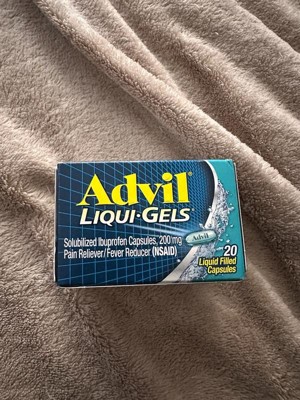 Advil®
LIQUI•GELS®
Solubilized Ibuprofen Capsules, 200 mg
Pain Reliever/Fever Reducer (NSAID)
Advil
20
Liquid Filled
Capsules